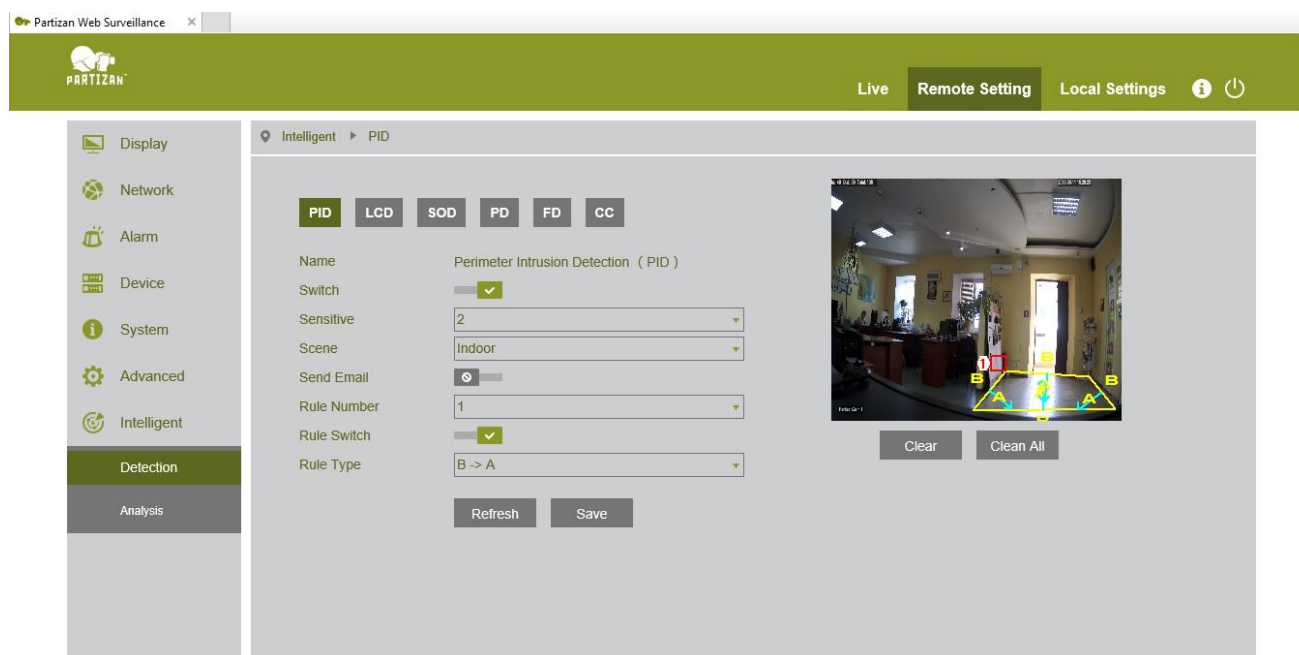 Partizan Web Surveillance
PARTIZAN
Live Remote Setting Local Settings
Display
Network
Alarm
Device
System
Advanced
Intelligent
Detection
Analysis
Intelligent PID
PID LCD SOD PD FD CC
Name Perimeter Intrusion Detection ( PID )
Switch
Sensitive 2
Scene Indoor
Send Email
Rule Number 1
Rule Switch
Rule Type B -> A
Refresh Save
1
B
B B
A A
Clear Clean All